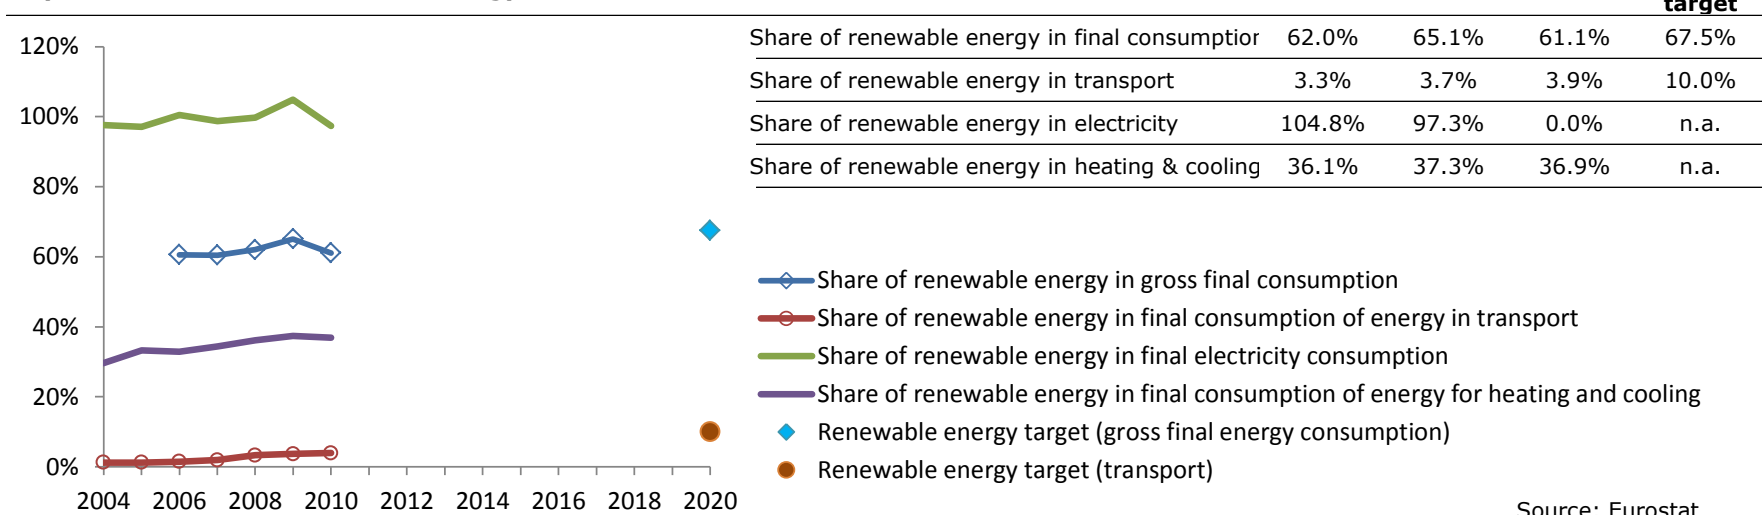 target
Share of renewable energy in final consumption 62.0% 65.1% 61.1% 67.5%
Share of renewable energy in transport 3.3% 3.7% 3.9% 10.0%
Share of renewable energy in electricity 104.8% 97.3% 0.0% n.a.
Share of renewable energy in heating & cooling 36.1% 37.3% 36.9% n.a.
120%
100%
80%
60%
40%
20%
0%
2004 2006 2008 2010 2012 2014 2016 2018 2020
Share of renewable energy in gross final consumption
Share of renewable energy in final consumption of energy in transport
Share of renewable energy in final electricity consumption
Share of renewable energy in final consumption of energy for heating and cooling
Renewable energy target (gross final energy consumption)
Renewable energy target (transport)
Source: Eurostat